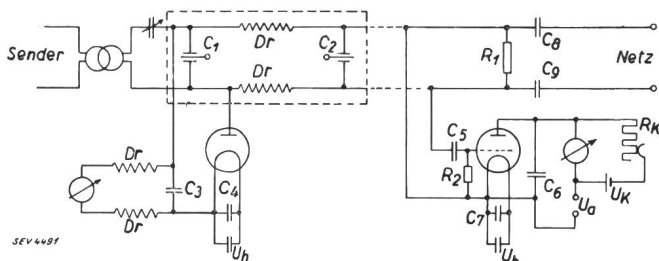 Sender
C1
Dr
Dr
C2
R1
C8
C9
Netz
Dr
Dr
C3
C4
Uh
C5
R2
C7
Uh
C6
RK
UK
Ua
SEV 4491